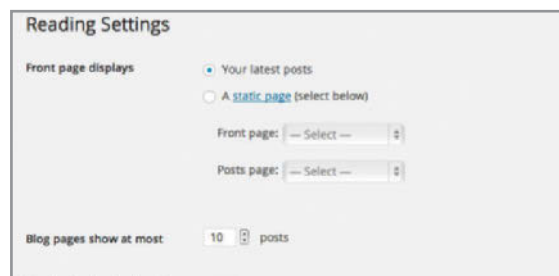 Reading Settings
Front page displays
Your latest posts
A static page (select below)
Front page: — Select —
Posts page: — Select —
Blog pages show at most 10 posts